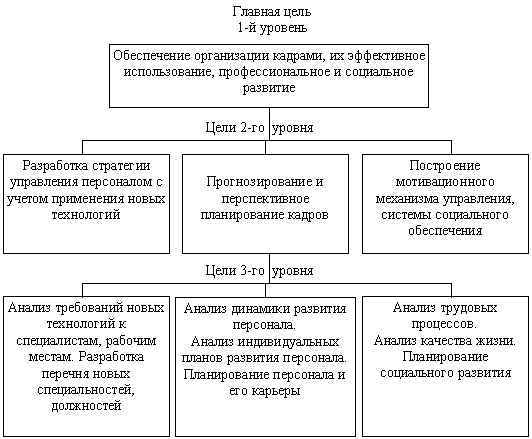 Главная цель
1-й уровень
Обеспечение организации кадрами, их эффективное
использование, профессиональное и социальное
развитие
Цели 2-го уровня
Разработка стратегии
управления персоналом с
учетом применения новых
технологий
Прогнозирование и
перспективное
планирование кадров
Построение
мотивационного
механизма управления,
системы социального
обеспечения
Цели 3-го уровня
Анализ требований новых
технологий к
специалистам, рабочим
местам. Разработка
перечня новых
специальностей,
должностей
Анализ динамики развития
персонала.
Анализ индивидуальных
планов развития персонала.
Планирование персонала и
его карьеры
Анализ трудовых
процессов.
Анализ качества жизни.
Планирование
социального развития